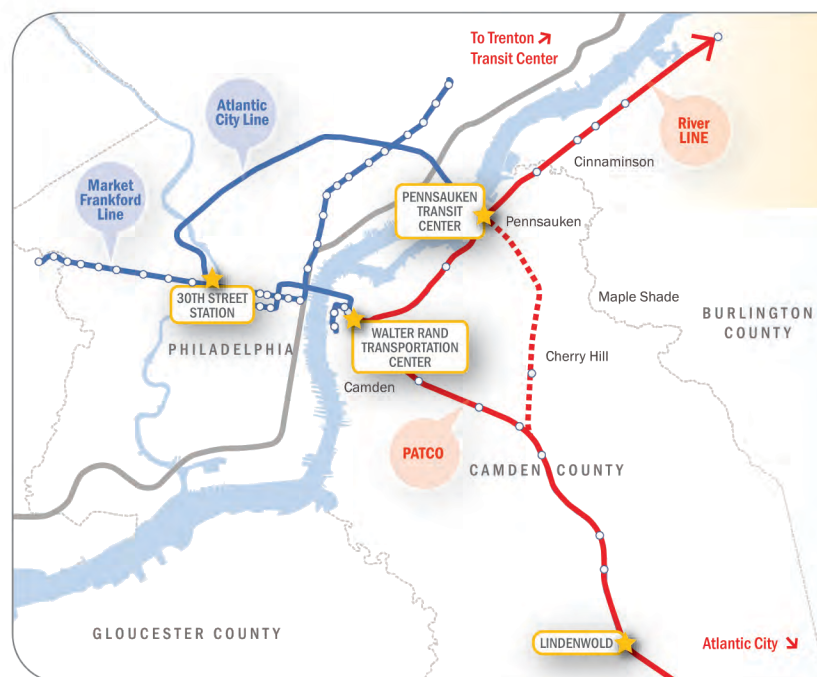 To Trenton ↗
Transit Center
Atlantic
City Line
River
LINE
Cinnaminson
Market
Frankford
Line
PENNSAUKEN
TRANSIT
CENTER
Pennsauken
30TH STREET
STATION
Maple Shade
BURLINGTON
COUNTY
PHILADELPHIA
WALTER RAND
TRANSPORTATION
CENTER
Cherry Hill
Camden
PATCO
CAMDEN COUNTY
GLOUCESTER COUNTY
LINDENWOLD
Atlantic City ↘